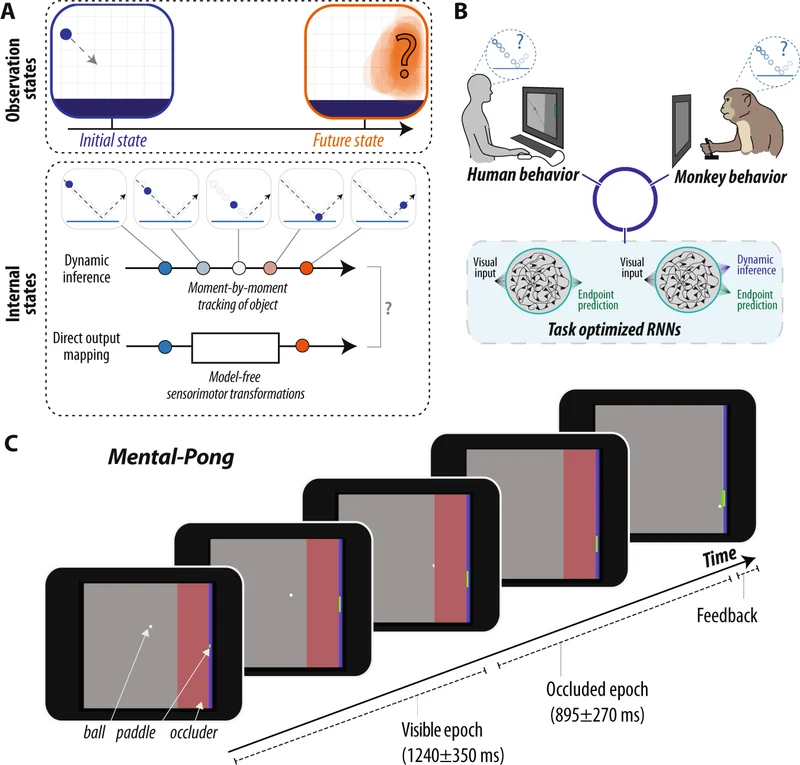 A
Observation
states
?
Initial state
Future state
Internal
states
Dynamic
inference
Moment-by-moment
tracking of object
?
Direct output
mapping
Model-free
sensorimotor transformations
B
?
?
Human behavior
Monkey behavior
Visual
input
Endpoint
prediction
Visual
input
Dynamic
inference
Endpoint
prediction
Task optimized RNNs
C
Mental-Pong
ball paddle occluder
Time
Feedback
Occluded epoch
(895±270 ms)
Visible epoch
(1240±350 ms)